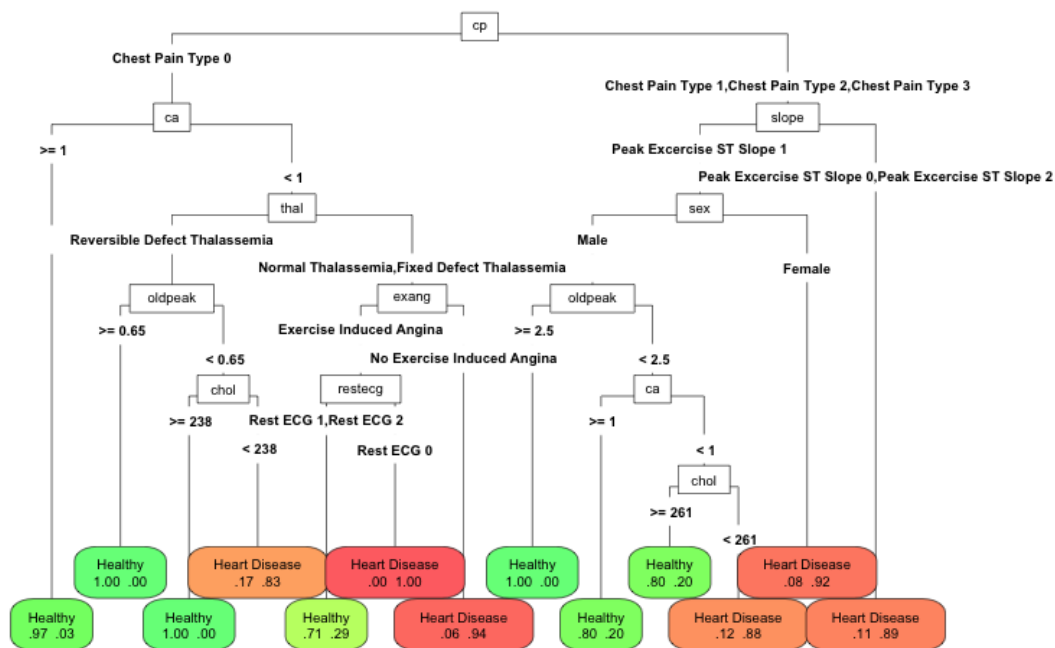 cp
Chest Pain Type 0
Chest Pain Type 1,Chest Pain Type 2,Chest Pain Type 3
ca
slope
>= 1
Peak Excercise ST Slope 1
< 1
Peak Excercise ST Slope 0,Peak Excercise ST Slope 2
thal
sex
Reversible Defect Thalassemia
Male
Normal Thalassemia,Fixed Defect Thalassemia
Female
oldpeak
exang
oldpeak
>= 0.65
Exercise Induced Angina
>= 2.5
< 0.65
No Exercise Induced Angina
< 2.5
chol
restecg
ca
>= 238
Rest ECG 1,Rest ECG 2
>= 1
< 238
Rest ECG 0
< 1
chol
>= 261
< 261
Healthy
1.00 .00
Heart Disease
.17 .83
Heart Disease
.00 1.00
Healthy
1.00 .00
Healthy
.80 .20
Heart Disease
.08 .92
Healthy
.97 .03
Healthy
1.00 .00
Healthy
.71 .29
Heart Disease
.06 .94
Healthy
.80 .20
Heart Disease
.12 .88
Heart Disease
.11 .89